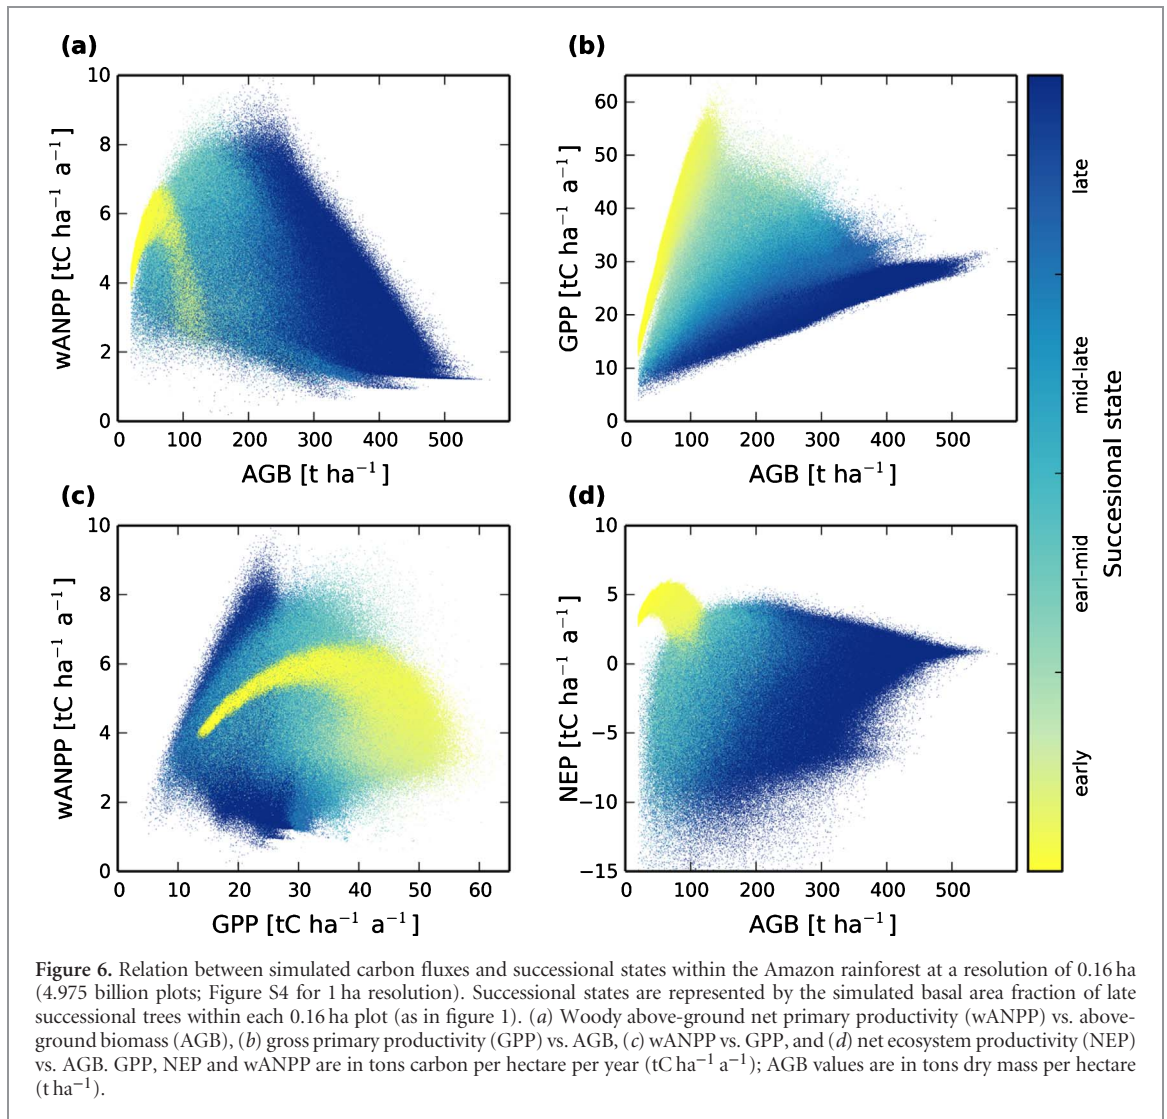 (a)
10
8
6
4
2
0
wANPP [tC ha⁻¹ a⁻¹]
0 100 200 300 400 500
AGB [t ha⁻¹]
(b)
60
50
40
30
20
10
0
GPP [tC ha⁻¹ a⁻¹]
0 100 200 300 400 500
AGB [t ha⁻¹]
(c)
10
8
6
4
2
0
wANPP [tC ha⁻¹ a⁻¹]
0 10 20 30 40 50 60
GPP [tC ha⁻¹ a⁻¹]
(d)
10
5
0
−5
−10
−15
NEP [tC ha⁻¹ a⁻¹]
0 100 200 300 400 500
AGB [t ha⁻¹]
late
mid-late
earl-mid
early
Succesional state
Figure 6. Relation between simulated carbon fluxes and successional states within the Amazon rainforest at a resolution of 0.16 ha
(4.975 billion plots; Figure S4 for 1 ha resolution). Successional states are represented by the simulated basal area fraction of late
successional trees within each 0.16 ha plot (as in figure 1). (a) Woody above-ground net primary productivity (wANPP) vs. above-
ground biomass (AGB), (b) gross primary productivity (GPP) vs. AGB, (c) wANPP vs. GPP, and (d) net ecosystem productivity (NEP)
vs. AGB. GPP, NEP and wANPP are in tons carbon per hectare per year (tC ha⁻¹ a⁻¹); AGB values are in tons dry mass per hectare
(t ha⁻¹).